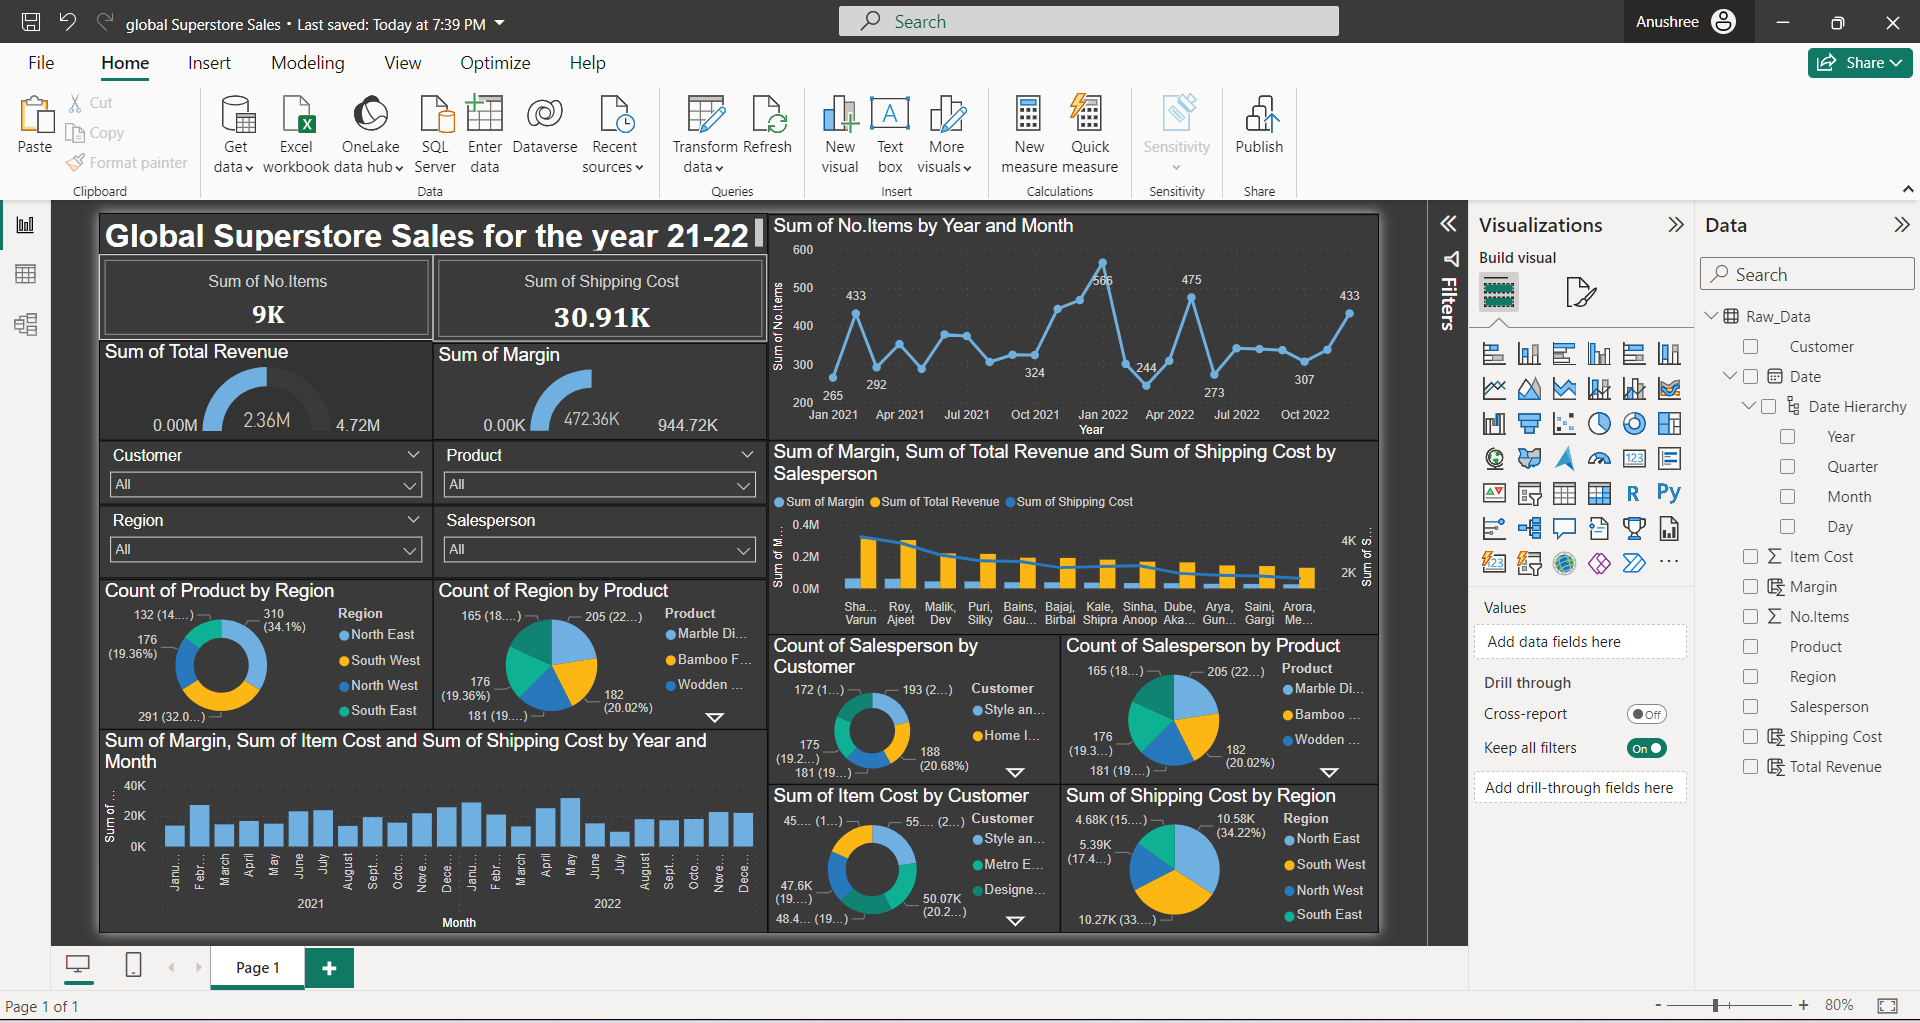 global Superstore Sales • Last saved: Today at 7:39 PM
Search
Anushree
File Home Insert Modeling View Optimize Help
Share
Paste
Cut
Copy
Format painter
Clipboard
Get data
Excel workbook
OneLake data hub
SQL Server
Enter data
Dataverse
Recent sources
Data
Transform data
Refresh
Queries
New visual
Text box
More visuals
Insert
New measure
Quick measure
Calculations
Sensitivity
Sensitivity
Publish
Share
Global Superstore Sales for the year 21-22
Sum of No.Items
9K
Sum of Shipping Cost
30.91K
Sum of Total Revenue
2.36M
0.00M 4.72M
Sum of Margin
472.36K
0.00K 944.72K
Customer
All
Product
All
Region
All
Salesperson
All
Count of Product by Region
132 (14....)
310 (34.1%)
176 (19.36%)
291 (32.0...)
Region
North East
South West
North West
South East
Count of Region by Product
165 (18....)
205 (22....)
176 (19.36%)
182 (20.02%)
181 (19....)
Product
Marble Di...
Bamboo F...
Wodden ...
Sum of Margin, Sum of Item Cost and Sum of Shipping Cost by Year and Month
Sum of ...
40K
20K
0K
Janu... Febr... March April May June July August Sept... Octo... Nove... Dece... Janu... Febr... March April May June July August Sept... Octo... Nove... Dece...
2021 2022
Month
Sum of No.Items by Year and Month
Sum of No.Items
600
500
400
300
200
433
566
475
433
265
292
324
244
273
307
Jan 2021 Apr 2021 Jul 2021 Oct 2021 Jan 2022 Apr 2022 Jul 2022 Oct 2022
Year
Sum of Margin, Sum of Total Revenue and Sum of Shipping Cost by Salesperson
Sum of Margin Sum of Total Revenue Sum of Shipping Cost
Sum of M...
0.4M
0.2M
0.0M
4K
2K
Sum of S...
Sha... Roy, Malik, Puri, Bains, Bajaj, Kale, Sinha, Dube, Arya, Saini, Arora,
Varun Ajeet Dev Silky Gau... Birbal Shipra Anoop Aka... Gun... Gargi Me...
Count of Salesperson by Customer
172 (1...)
193 (2...)
175 (19.2...)
188 (20.68%)
181 (19...)
Customer
Style an...
Home I...
Count of Salesperson by Product
165 (18...)
205 (22...)
176 (19.3...)
182 (20.02%)
181 (19....)
Product
Marble Di...
Bamboo ...
Wodden ...
Sum of Item Cost by Customer
45.... (1...)
55.... (2...)
47.6K (19....)
50.07K (20.2...)
48.4... (19...)
Customer
Style an...
Metro E...
Designe...
Sum of Shipping Cost by Region
4.68K (15....)
10.58K (34.22%)
5.39K (17.4...)
10.27K (33....)
Region
North East
South West
North West
South East
Filters
Visualizations
Build visual
123
R
Py
123
Values
Add data fields here
Drill through
Cross-report
Off
Keep all filters
On
Add drill-through fields here
Data
Search
Raw_Data
Customer
Date
Date Hierarchy
Year
Quarter
Month
Day
Item Cost
Margin
No.Items
Product
Region
Salesperson
Shipping Cost
Total Revenue
Page 1
Page 1 of 1
- + 80%